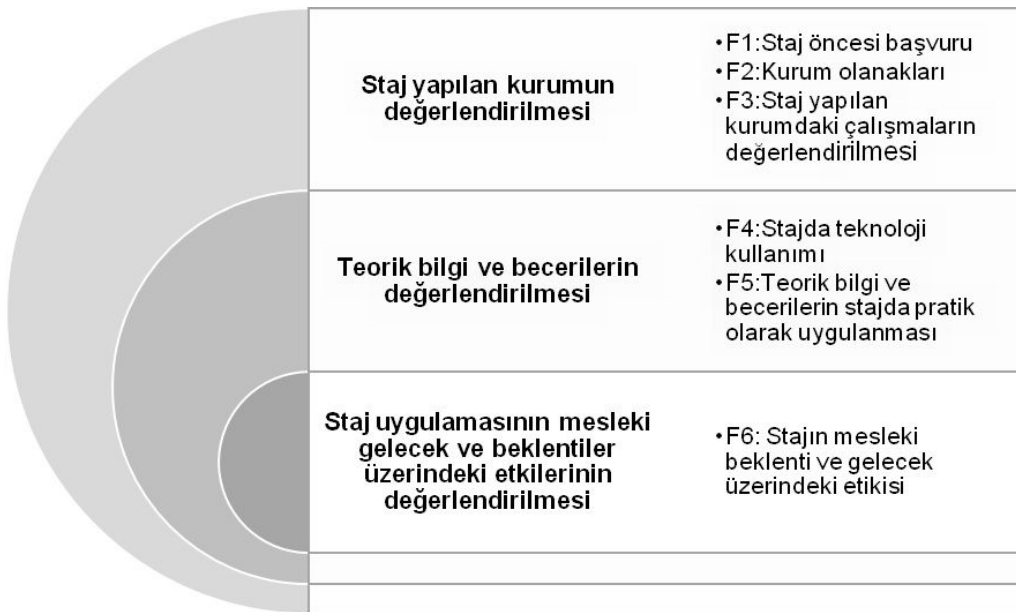 Staj yapılan kurumun
değerlendirilmesi
•F1:Staj öncesi başvuru
•F2:Kurum olanakları
•F3:Staj yapılan
kurumdaki çalışmaların
değerlendirilmesi
Teorik bilgi ve becerilerin
değerlendirilmesi
•F4:Stajda teknoloji
kullanımı
•F5:Teorik bilgi ve
becerilerin stajda pratik
olarak uygulanması
Staj uygulamasının mesleki
gelecek ve beklentiler
üzerindeki etkilerinin
değerlendirilmesi
•F6: Stajın mesleki
beklenti ve gelecek
üzerindeki etikisi